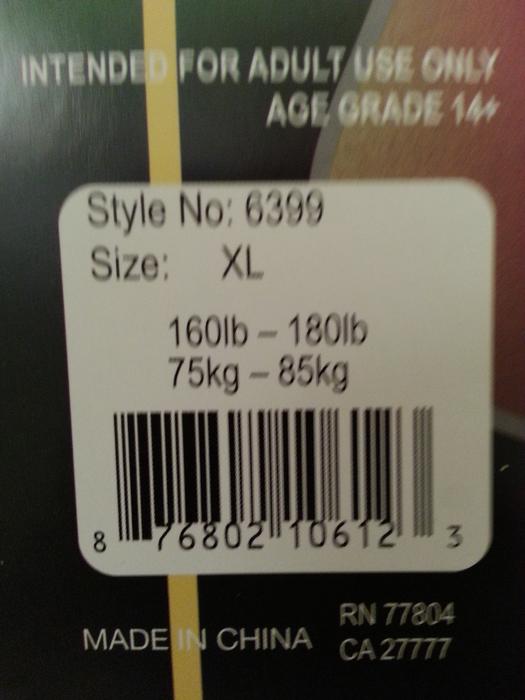 INTENDED FOR ADULT USE ONLY
AGE GRADE 14+
Style No: 6399
Size: XL
160lb – 180lb
75kg – 85kg
8 76802 10612 3
MADE IN CHINA
RN 77804
CA 27777